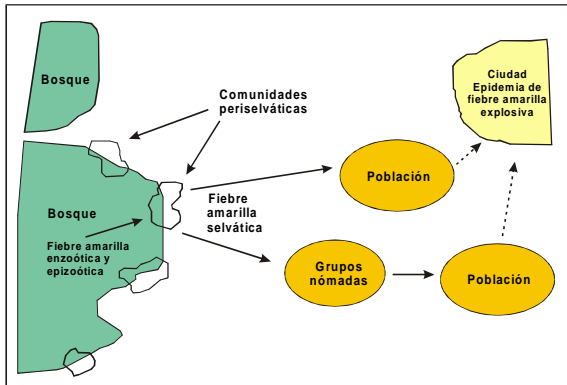 Bosque
Ciudad
Epidemia de
fiebre amarilla
explosiva
Comunidades
periselváticas
Población
Bosque
Fiebre
amarilla
selvática
Fiebre amarilla
enzoótica y
epizoótica
Grupos
nómadas
Población